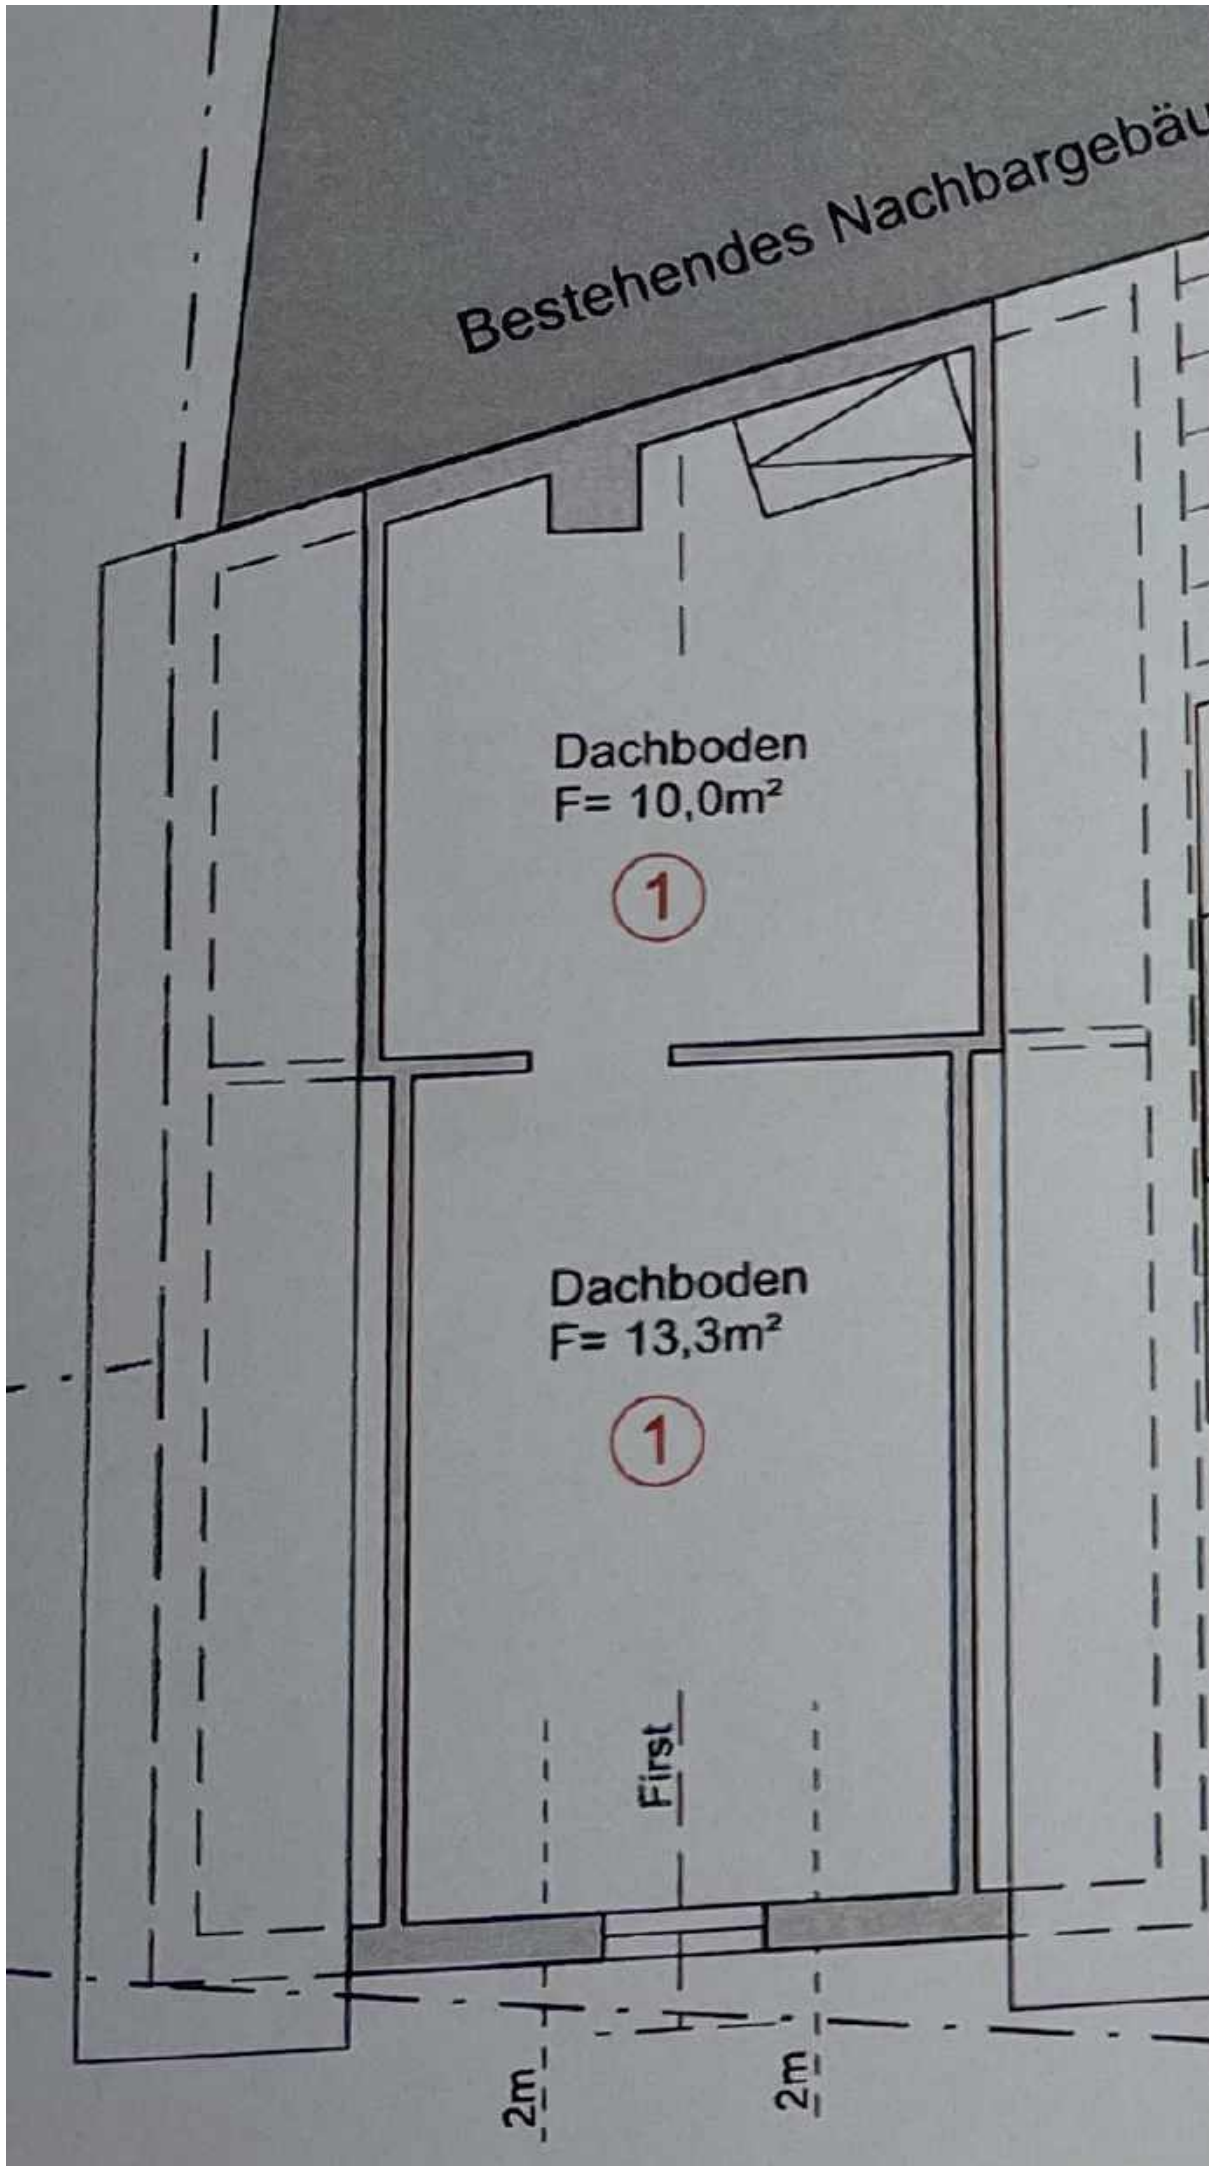 Bestehendes Nachbargebäu
Dachboden
F= 10,0m²
1
Dachboden
F= 13,3m²
1
First
2m
2m